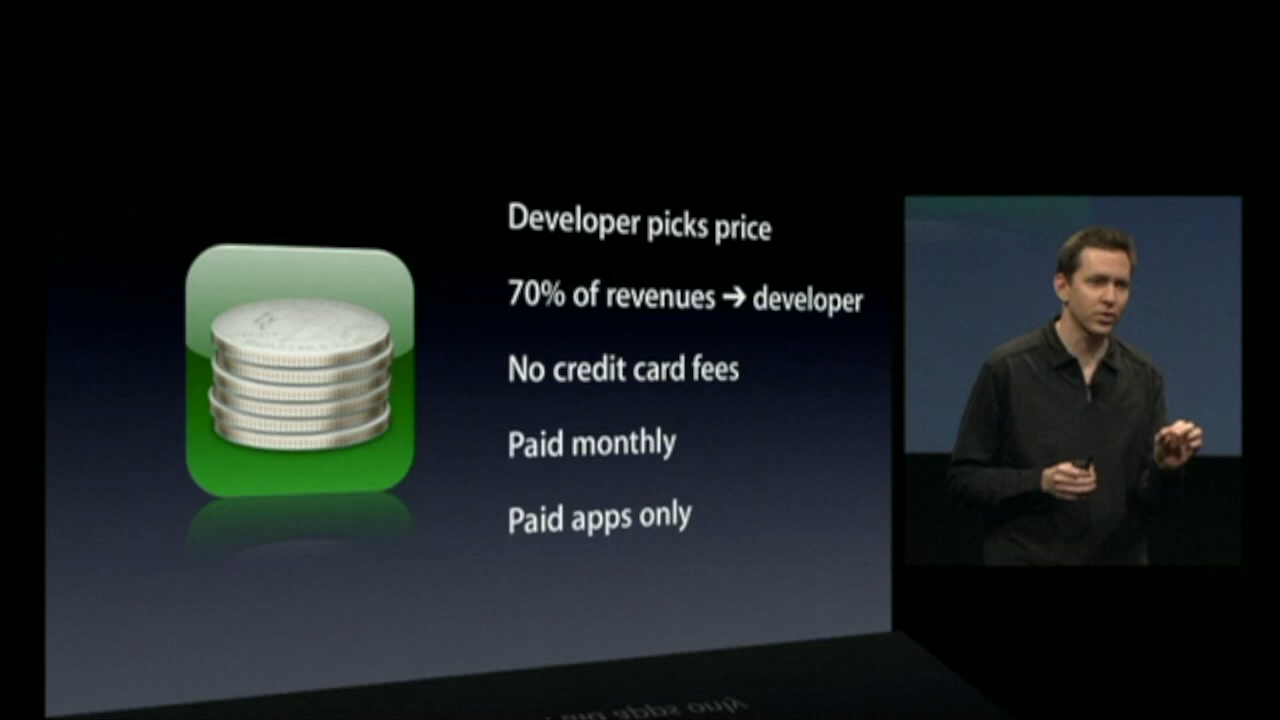 Developer picks price
70% of revenues ➔ developer
No credit card fees
Paid monthly
Paid apps only